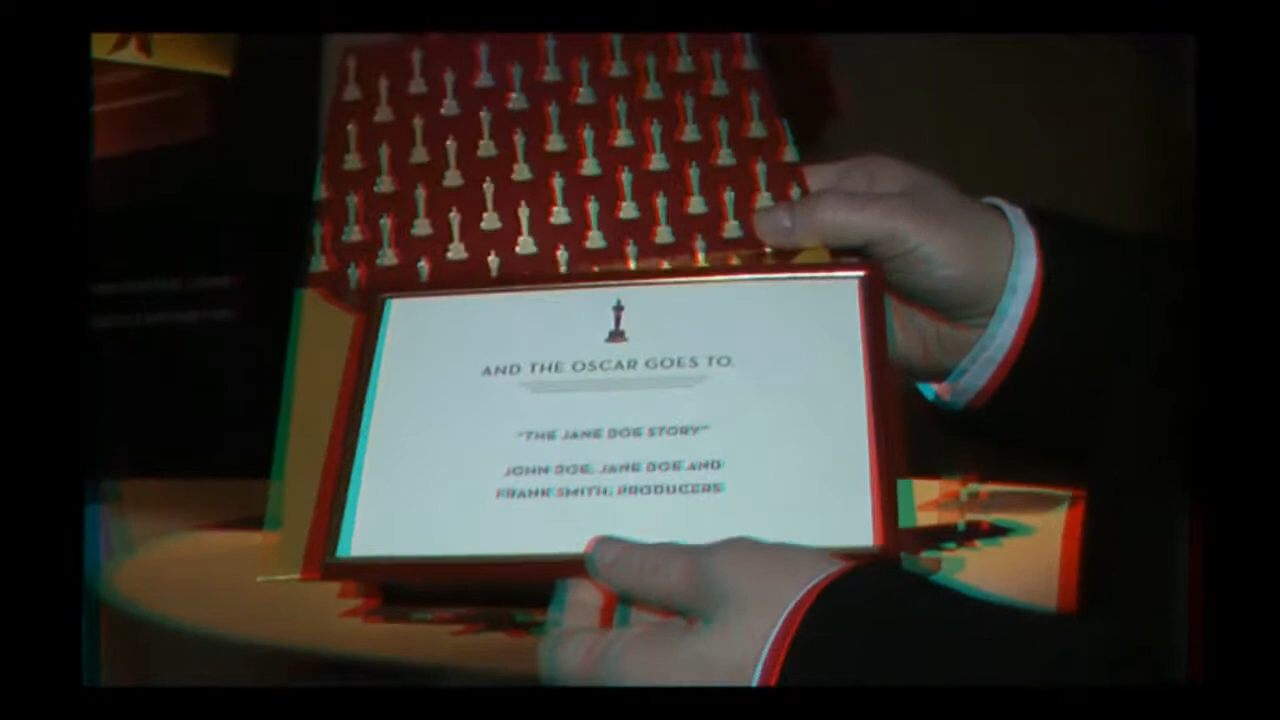 AND THE OSCAR GOES TO.
"THE JANE DOE STORY"
JOHN DOE, JANE DOE AND
FRANK SMITH, PRODUCERS